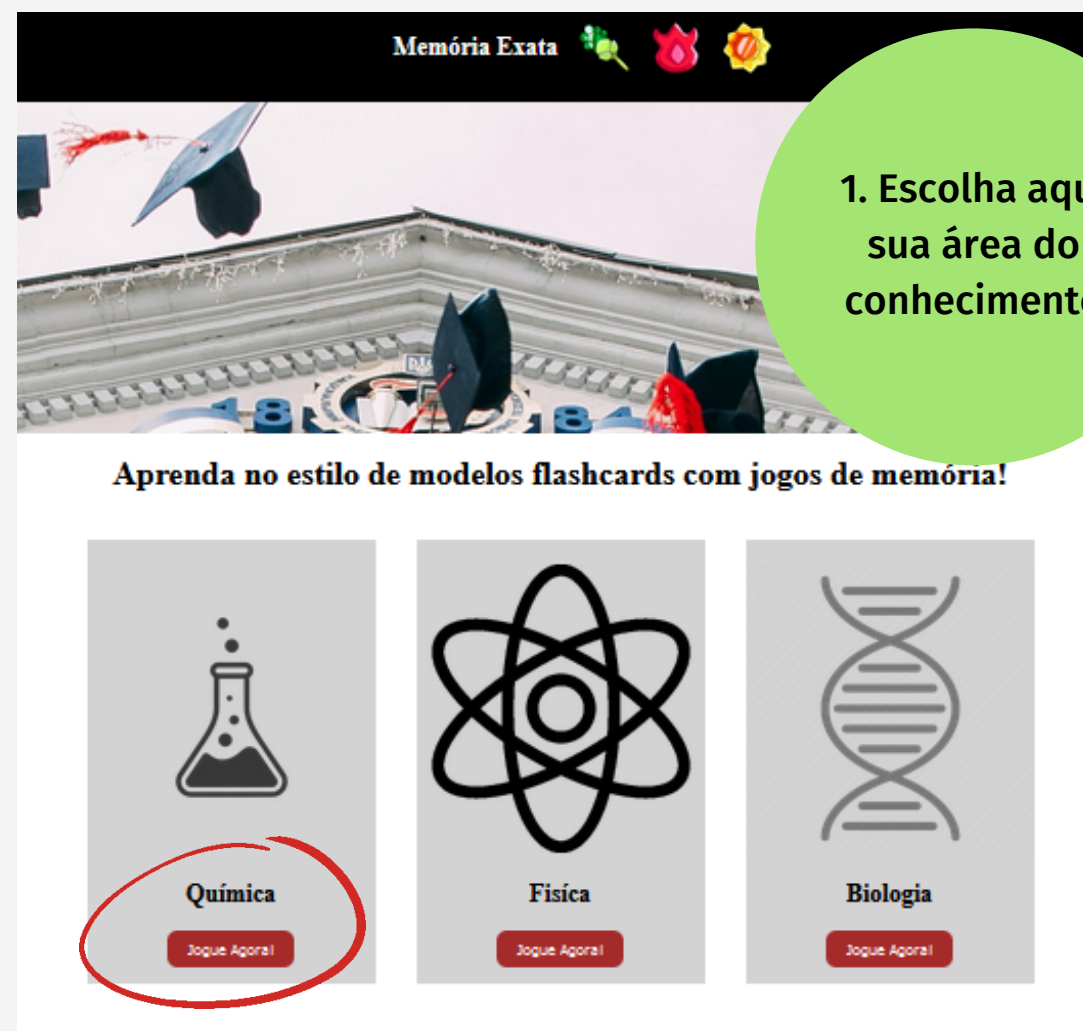 Memória Exata
1. Escolha aqu
sua área do
conhecimento
Aprenda no estilo de modelos flashcards com jogos de memória!
Química
Fisíca
Biologia
Jogue Agora!
Jogue Agora!
Jogue Agora!